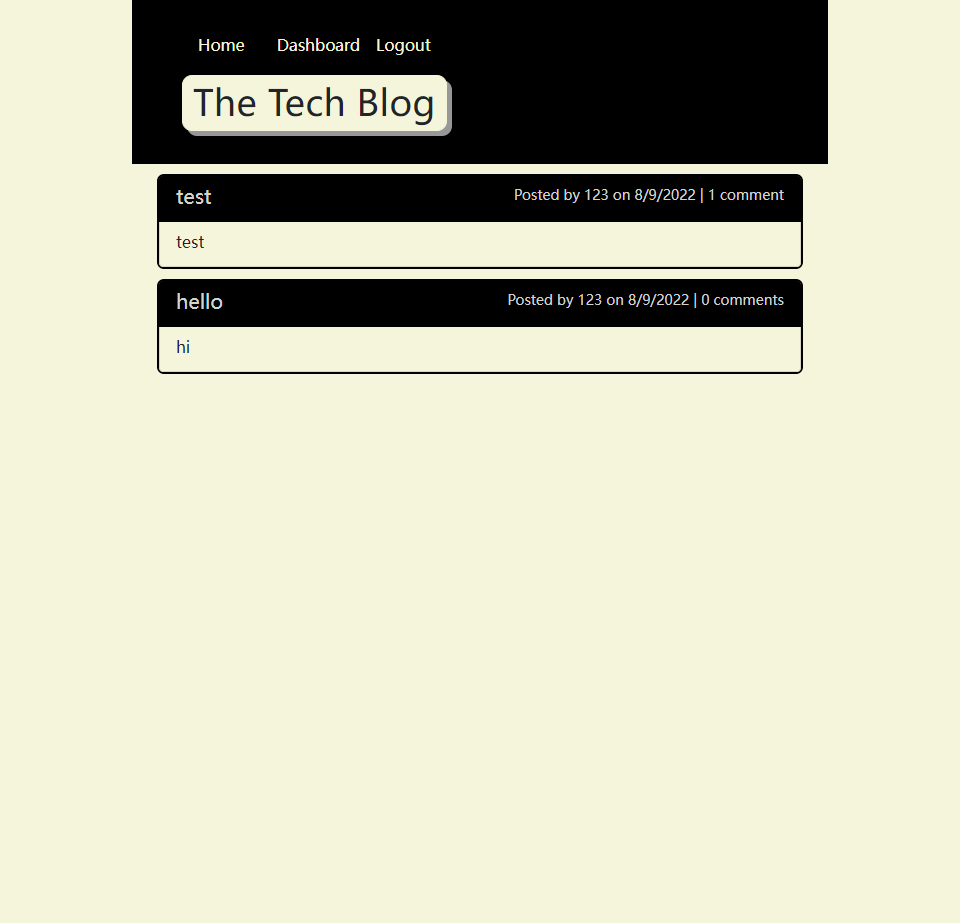 Home Dashboard Logout
The Tech Blog
test Posted by 123 on 8/9/2022 | 1 comment
test
hello Posted by 123 on 8/9/2022 | 0 comments
hi